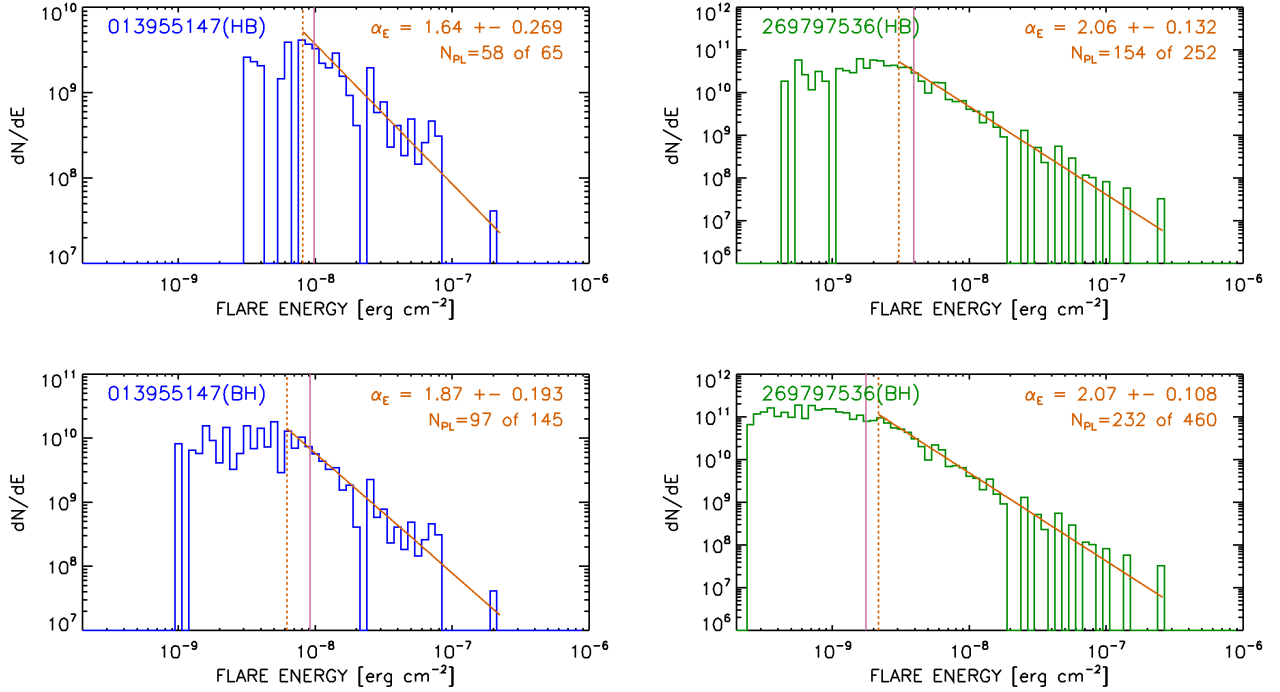 013955147(HB)
α_E = 1.64 +- 0.269
N_PL=58 of 65
10^10
10^9
10^8
10^7
dN/dE
10^-9
10^-8
10^-7
10^-6
FLARE ENERGY [erg cm^-2]
269797536(HB)
α_E = 2.06 +- 0.132
N_PL=154 of 252
10^12
10^11
10^10
10^9
10^8
10^7
10^6
dN/dE
10^-9
10^-8
10^-7
10^-6
FLARE ENERGY [erg cm^-2]
013955147(BH)
α_E = 1.87 +- 0.193
N_PL=97 of 145
10^11
10^10
10^9
10^8
10^7
dN/dE
10^-9
10^-8
10^-7
10^-6
FLARE ENERGY [erg cm^-2]
269797536(BH)
α_E = 2.07 +- 0.108
N_PL=232 of 460
10^12
10^11
10^10
10^9
10^8
10^7
10^6
dN/dE
10^-9
10^-8
10^-7
10^-6
FLARE ENERGY [erg cm^-2]